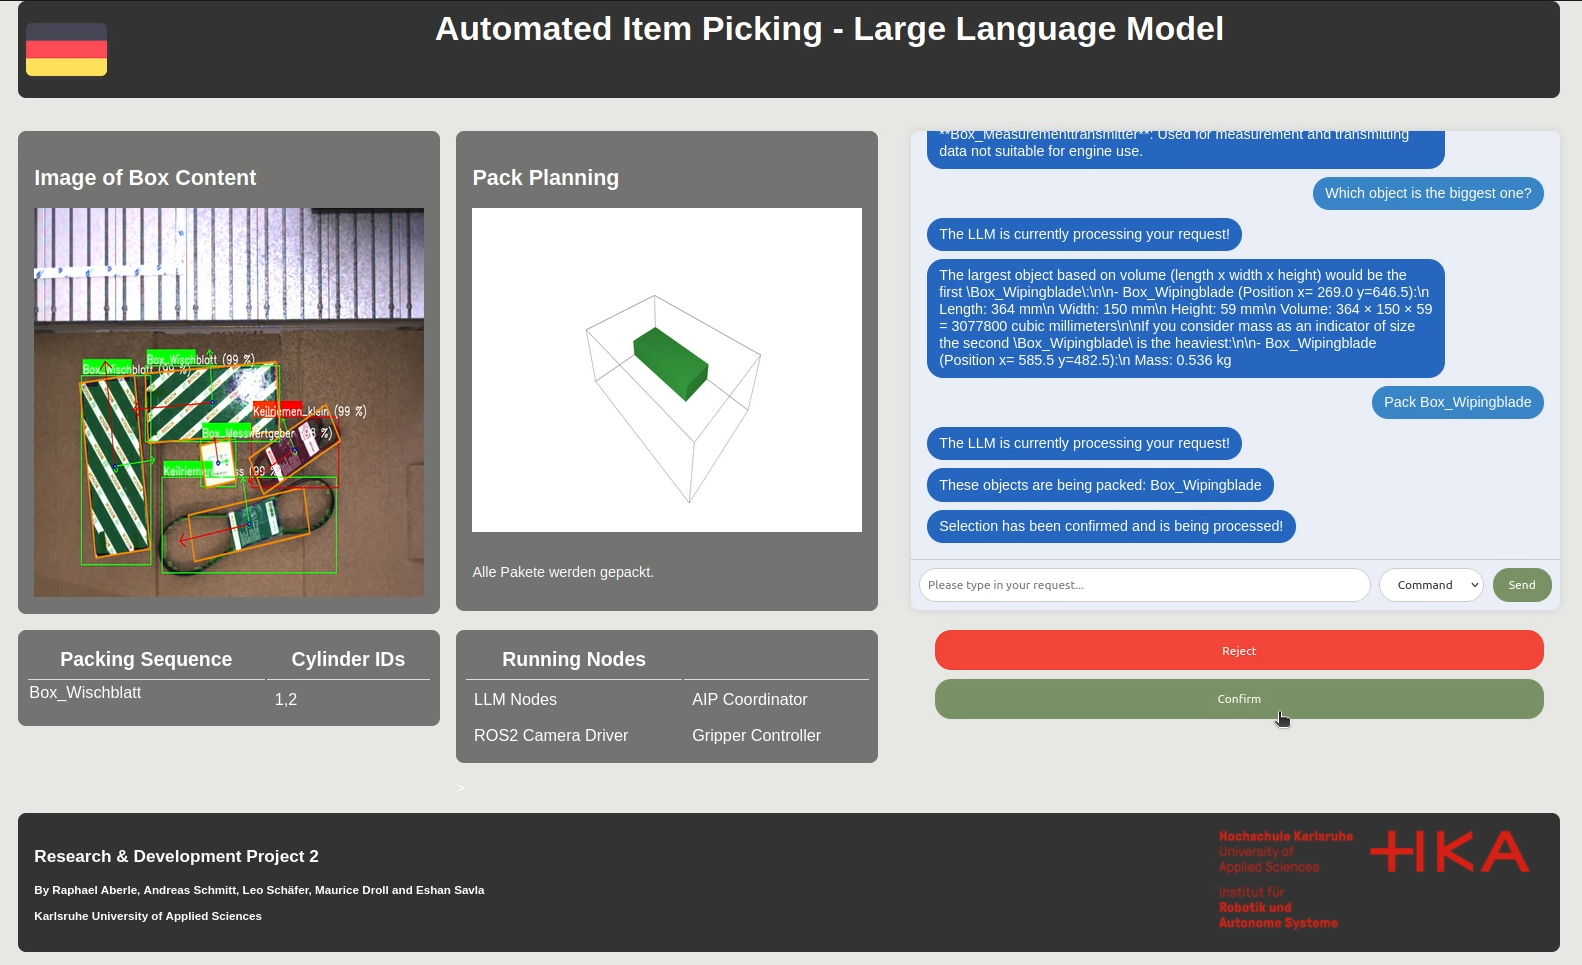 Automated Item Picking - Large Language Model
Image of Box Content
Box_Wischblatt (99 %)
Box_Wischblatt (99 %)
Keilriemen_klein (99 %)
Box_Messwertgeber (98 %)
(99 %
Packing Sequence
Cylinder IDs
Box_Wischblatt
1,2
Pack Planning
Alle Pakete werden gepackt.
Running Nodes
LLM Nodes
AIP Coordinator
ROS2 Camera Driver
Gripper Controller
>
**Box_Measurementtransmitter**: Used for measurement and transmitting
data not suitable for engine use.
Which object is the biggest one?
The LLM is currently processing your request!
The largest object based on volume (length x width x height) would be the
first \Box_Wipingblade\:\n\n- Box_Wipingblade (Position x= 269.0 y=646.5):\n
Length: 364 mm\n Width: 150 mm\n Height: 59 mm\n Volume: 364 × 150 × 59
= 3077800 cubic millimeters\n\nIf you consider mass as an indicator of size
the second \Box_Wipingblade\ is the heaviest:\n\n- Box_Wipingblade
(Position x= 585.5 y=482.5):\n Mass: 0.536 kg
Pack Box_Wipingblade
The LLM is currently processing your request!
These objects are being packed: Box_Wipingblade
Selection has been confirmed and is being processed!
Please type in your request...
Command
Send
Reject
Confirm
Research & Development Project 2
By Raphael Aberle, Andreas Schmitt, Leo Schäfer, Maurice Droll and Eshan Savla
Karlsruhe University of Applied Sciences
Hochschule Karlsruhe
University of
Applied Sciences
Institut für
Robotik und
Autonome Systeme
HKA